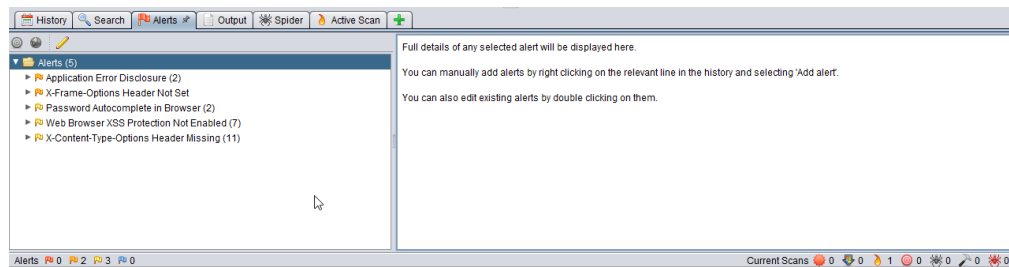 History Search Alerts Output Spider Active Scan
Alerts (5)
Application Error Disclosure (2)
X-Frame-Options Header Not Set
Password Autocomplete in Browser (2)
Web Browser XSS Protection Not Enabled (7)
X-Content-Type-Options Header Missing (11)
Full details of any selected alert will be displayed here.
You can manually add alerts by right clicking on the relevant line in the history and selecting 'Add alert'.
You can also edit existing alerts by double clicking on them.
Alerts 0 2 3 0 Current Scans 0 0 1 0 0 0 0